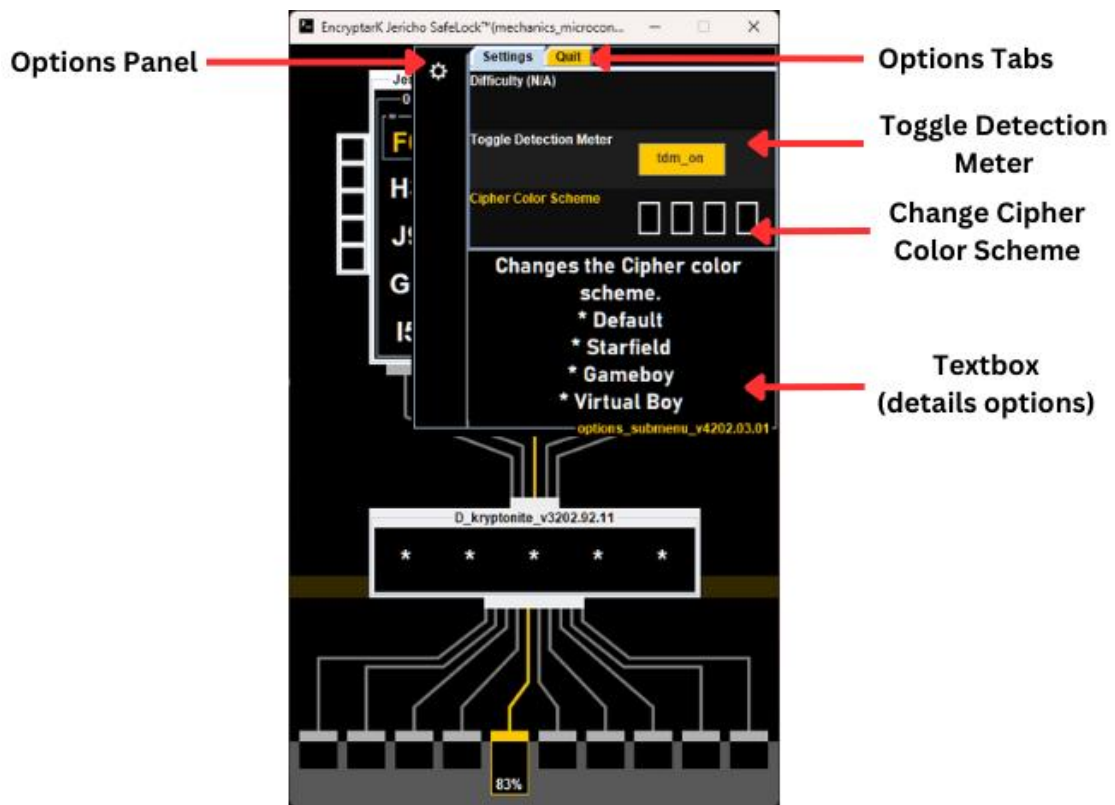 EncryptarK Jericho SafeLock™(mechanics_microcon...
Options Panel
Settings
Quit
Options Tabs
Difficulty (N/A)
Toggle Detection Meter
tdm_on
Toggle Detection
Meter
Cipher Color Scheme
Change Cipher
Color Scheme
Changes the Cipher color
scheme.
* Default
* Starfield
* Gameboy
* Virtual Boy
Textbox
(details options)
options_submenu_v4202.03.01
D_kryptonite_v3202.92.11
* * * * *
83%